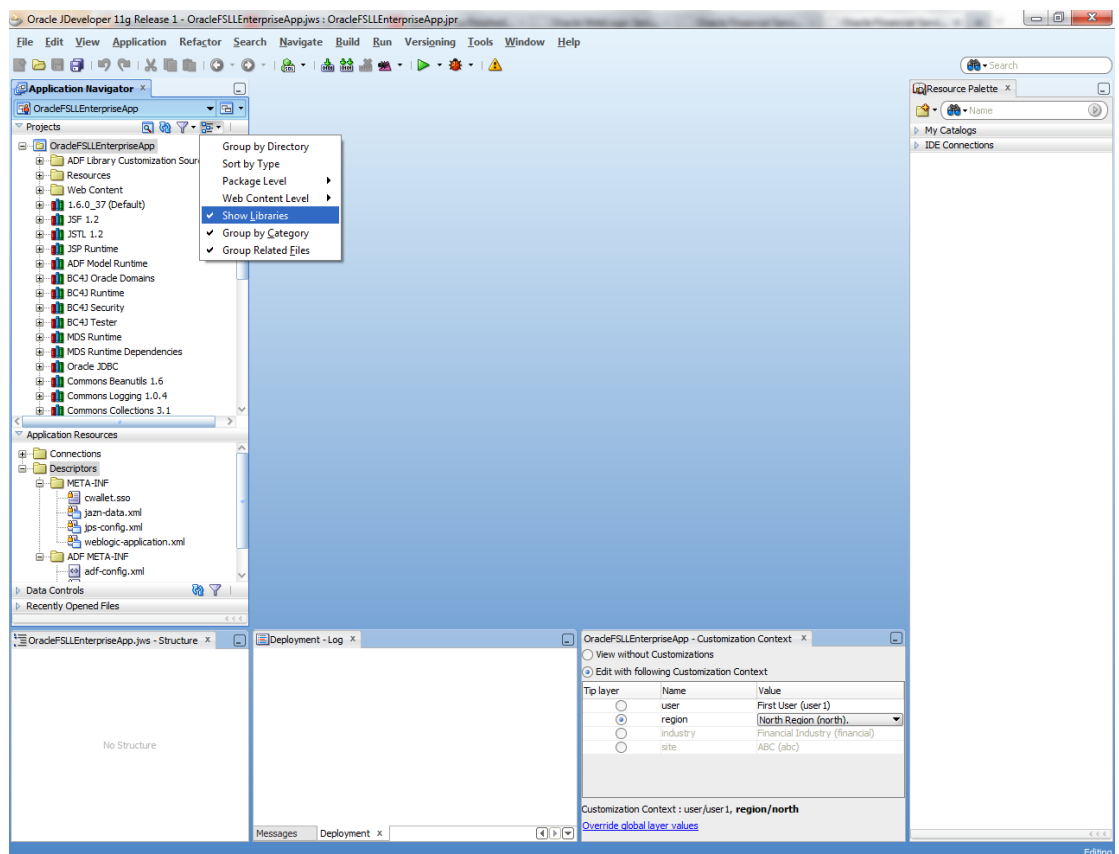 Oracle JDeveloper 11g Release 1 - OracleFSLLEnterpriseApp.jws : OracleFSLLEnterpriseApp.jpr
File Edit View Application Refactor Search Navigate Build Run Versioning Tools Window Help
Search
Application Navigator x
OracleFSLLEnterpriseApp
Projects
OracleFSLLEnterpriseApp
ADF Library Customization Sour
Resources
Web Content
1.6.0_37 (Default)
JSF 1.2
JSTL 1.2
JSP Runtime
ADF Model Runtime
BC4J Oracle Domains
BC4J Runtime
BC4J Security
BC4J Tester
MDS Runtime
MDS Runtime Dependencies
Oracle JDBC
Commons Beanutils 1.6
Commons Logging 1.0.4
Commons Collections 3.1
Group by Directory
Sort by Type
Package Level
Web Content Level
Show Libraries
Group by Category
Group Related Files
Application Resources
Connections
Descriptors
META-INF
cwallet.sso
jazn-data.xml
jps-config.xml
weblogic-application.xml
ADF META-INF
adf-config.xml
Data Controls
Recently Opened Files
Resource Palette x
Name
My Catalogs
IDE Connections
OracleFSLLEnterpriseApp.jws - Structure x
No Structure
Deployment - Log x
Messages Deployment x
OracleFSLLEnterpriseApp - Customization Context x
View without Customizations
Edit with following Customization Context
Tip layer Name Value
user First User (user1)
region North Region (north).
industry Financial Industry (financial)
site ABC (abc)
Customization Context : user/user1, region/north
Override global layer values
Editing